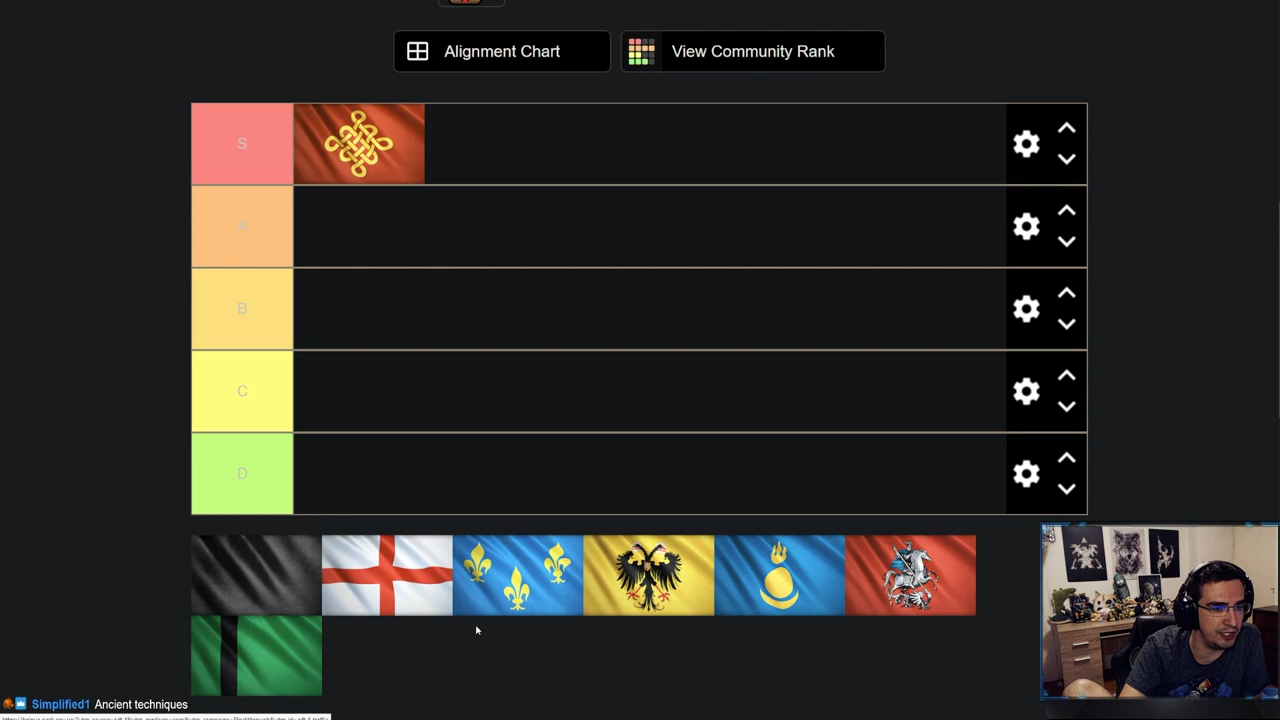 Alignment Chart
View Community Rank
S
A
B
C
D
Simplified1 Ancient techniques